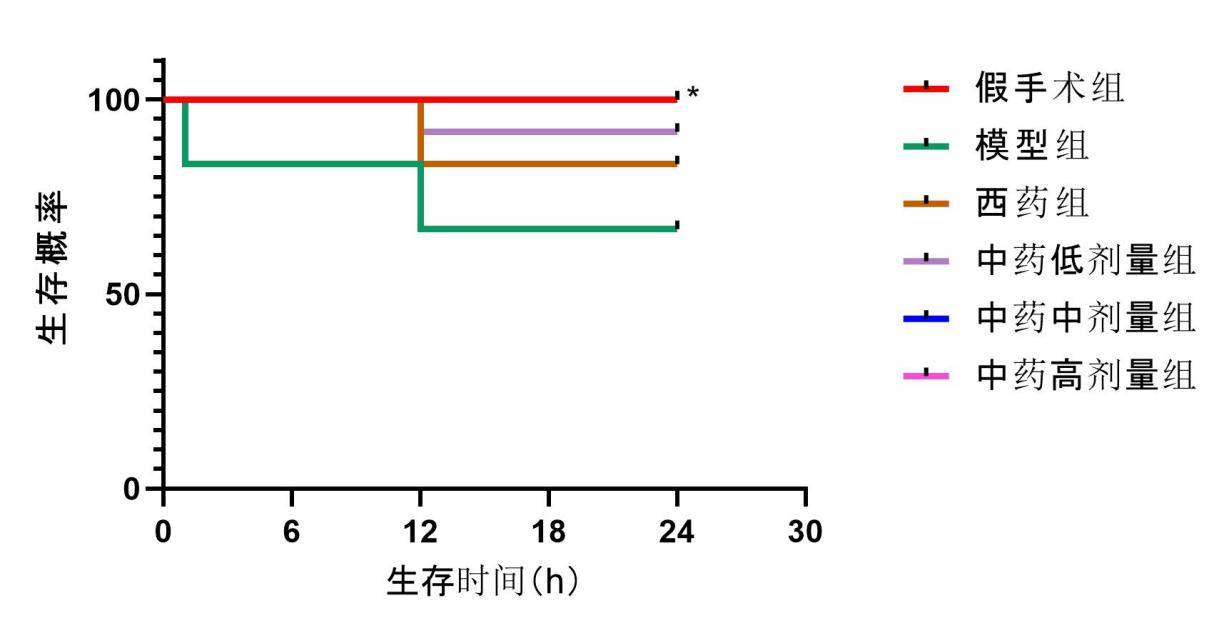 100
50
0
0 6 12 18 24 30
生存概率
生存时间(h)
*
假手术组
模型组
西药组
中药低剂量组
中药中剂量组
中药高剂量组